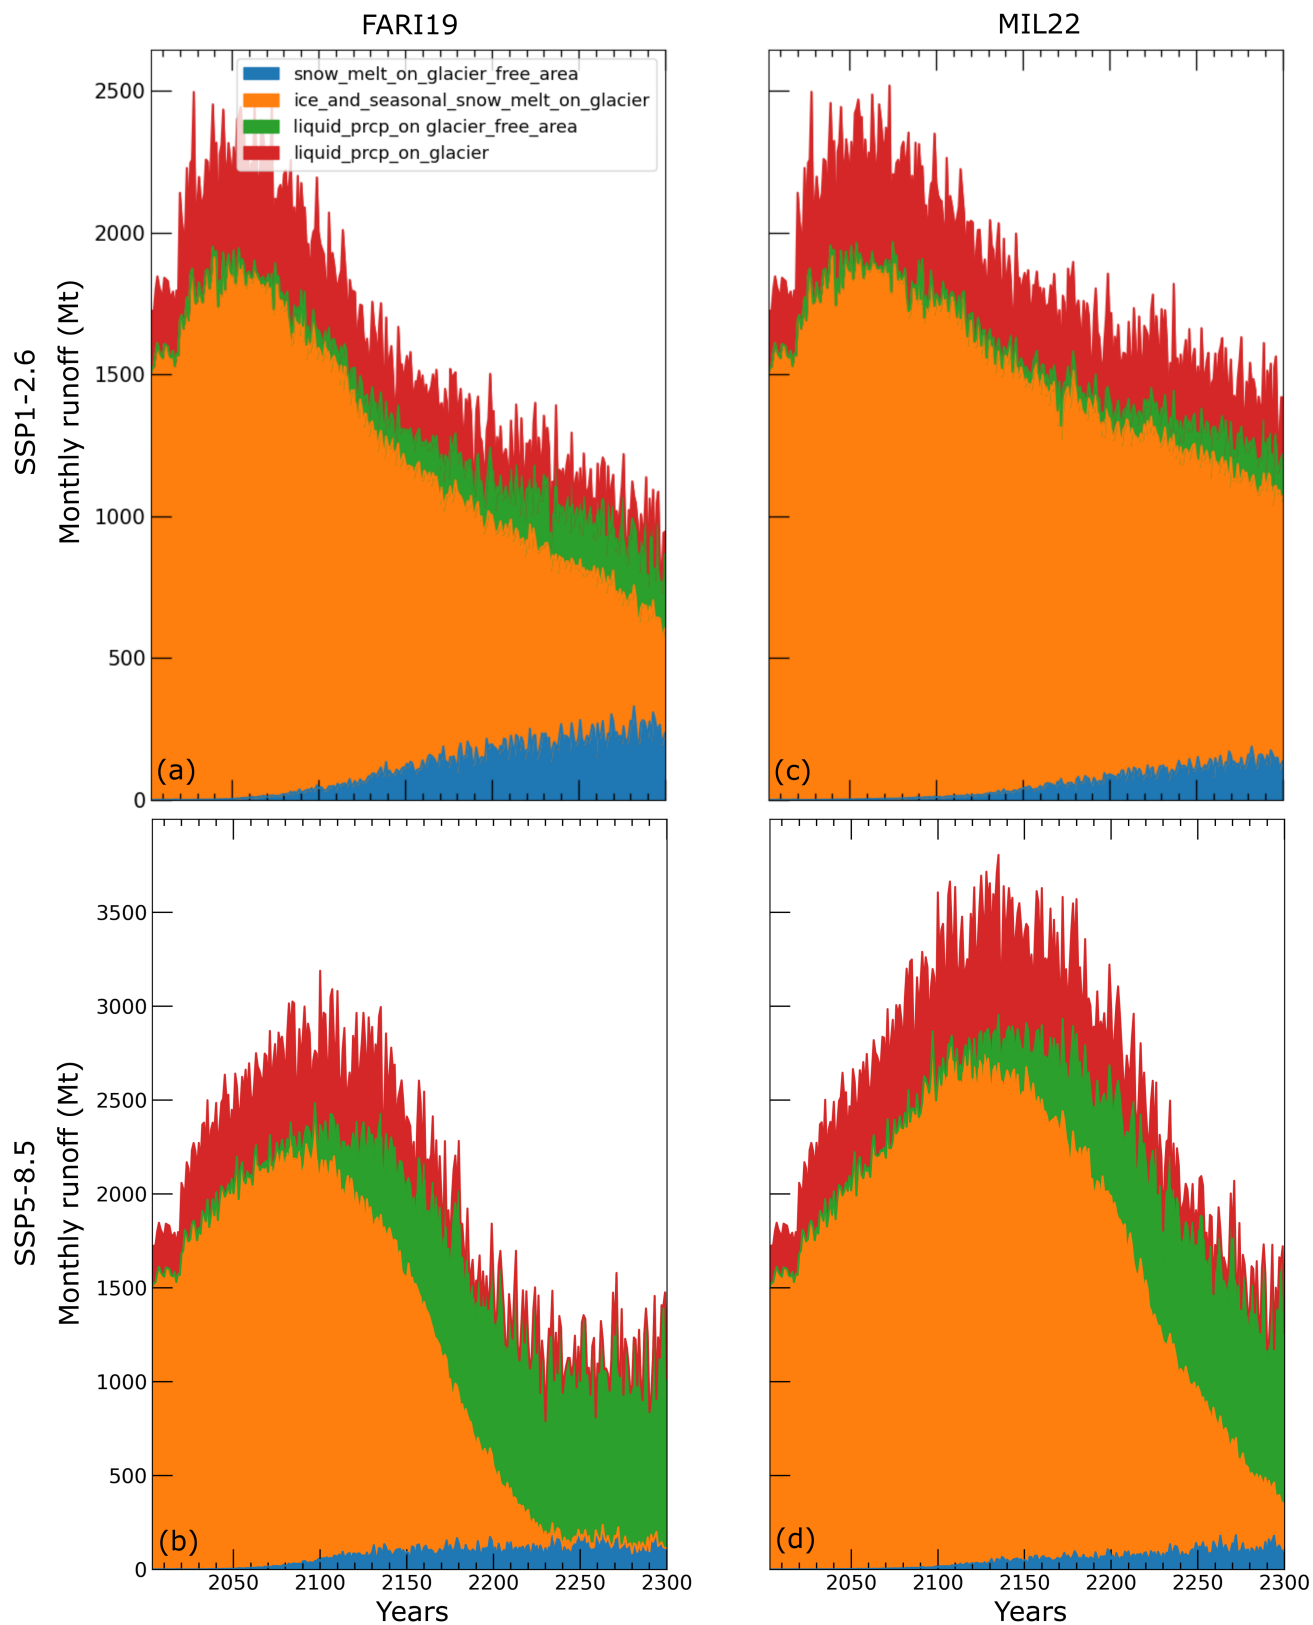 FARI19
MIL22
snow_melt_on_glacier_free_area
ice_and_seasonal_snow_melt_on_glacier
liquid_prcp_on glacier_free_area
liquid_prcp_on_glacier
SSP1-2.6
Monthly runoff (Mt)
2500
2000
1500
1000
500
0
(a)
(c)
SSP5-8.5
Monthly runoff (Mt)
3500
3000
2500
2000
1500
1000
500
0
(b)
(d)
2050 2100 2150 2200 2250 2300
2050 2100 2150 2200 2250 2300
Years
Years